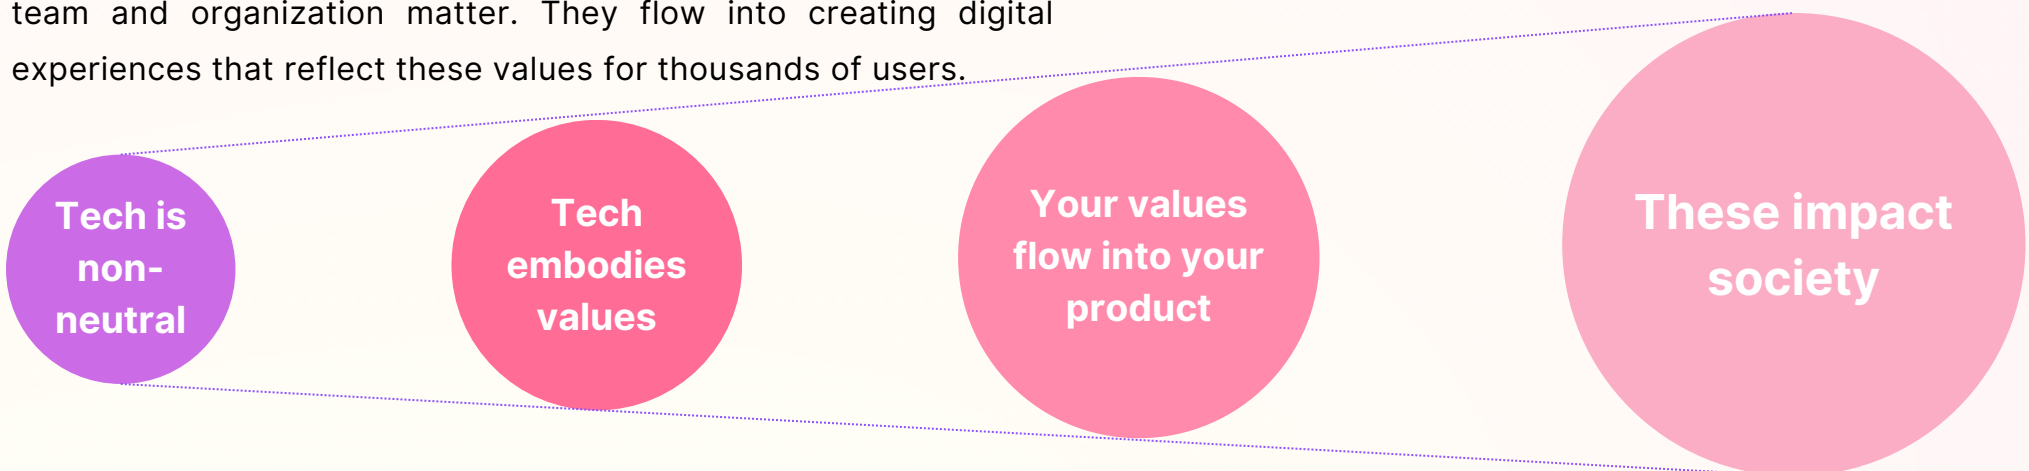 team and organization matter. They flow into creating digital
experiences that reflect these values for thousands of users.
Tech is
non-
neutral
Tech
embodies
values
Your values
flow into your
product
These impact
society